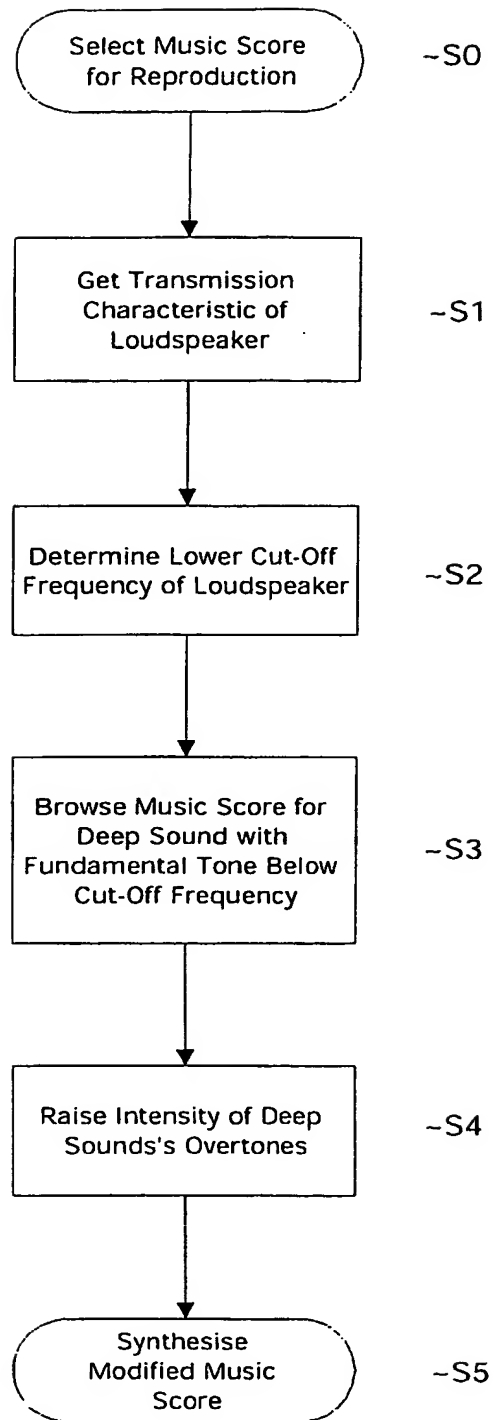 Select Music Score
for Reproduction
~S0
Get Transmission
Characteristic of
Loudspeaker
~S1
Determine Lower Cut-Off
Frequency of Loudspeaker
~S2
Browse Music Score for
Deep Sound with
Fundamental Tone Below
Cut-Off Frequency
~S3
Raise Intensity of Deep
Sounds's Overtones
~S4
Synthesise
Modified Music
Score
~S5